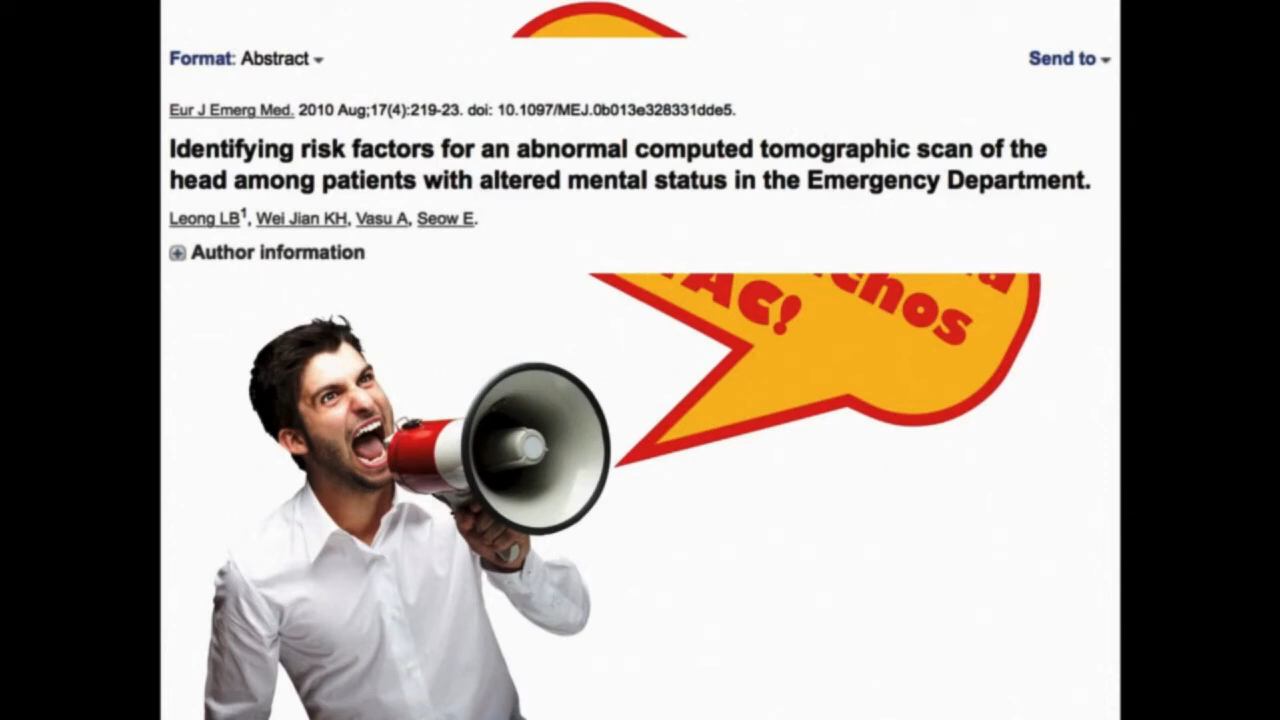 Format: Abstract
Send to
Eur J Emerg Med. 2010 Aug;17(4):219-23. doi: 10.1097/MEJ.0b013e328331dde5.
Identifying risk factors for an abnormal computed tomographic scan of the
head among patients with altered mental status in the Emergency Department.
Leong LB1, Wei Jian KH, Vasu A, Seow E.
Author information